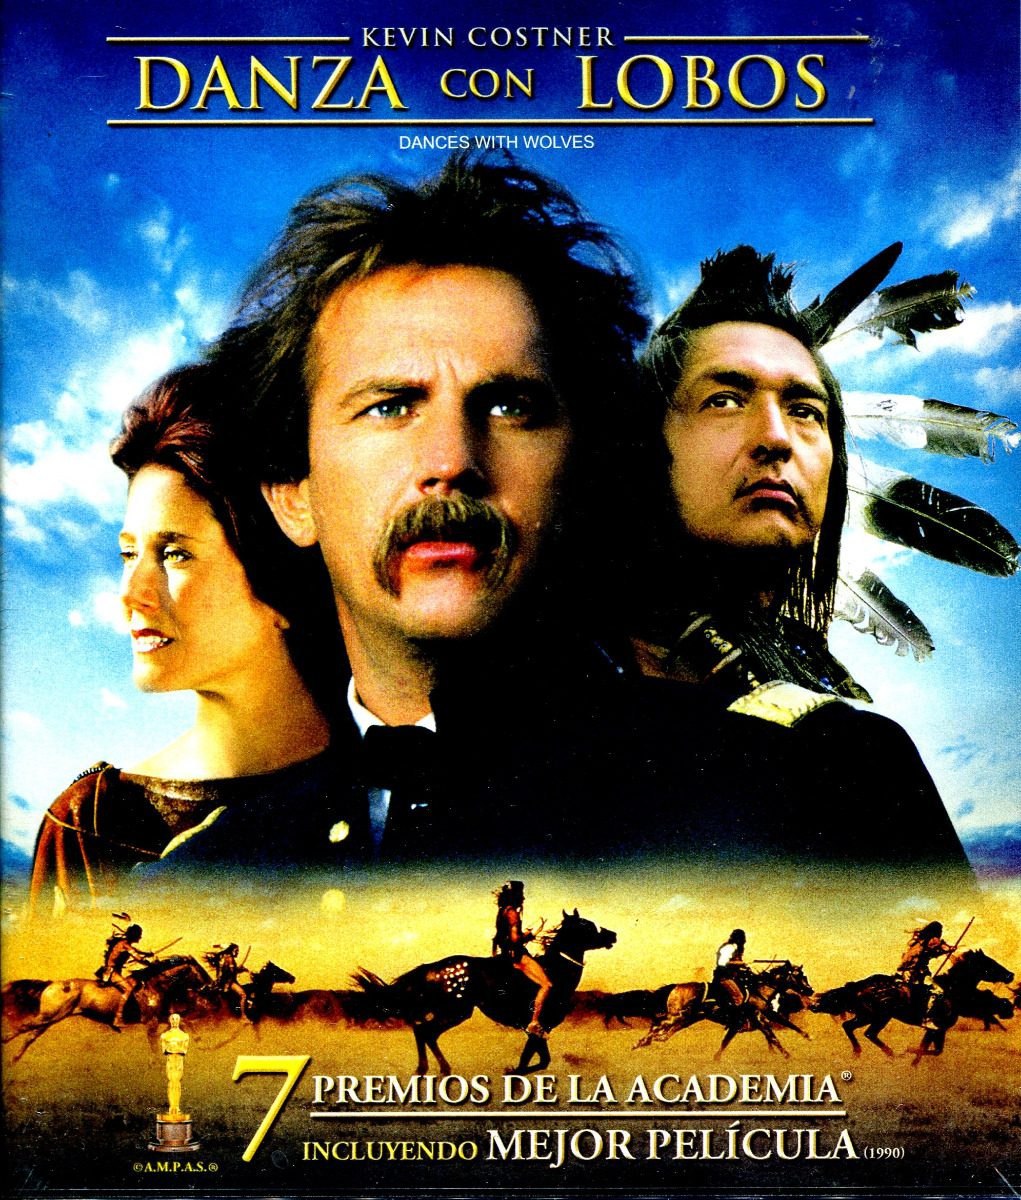 KEVIN COSTNER
DANZA CON LOBOS
DANCES WITH WOLVES
7 PREMIOS DE LA ACADEMIA®
INCLUYENDO MEJOR PELÍCULA (1990)
©A.M.P.A.S.®